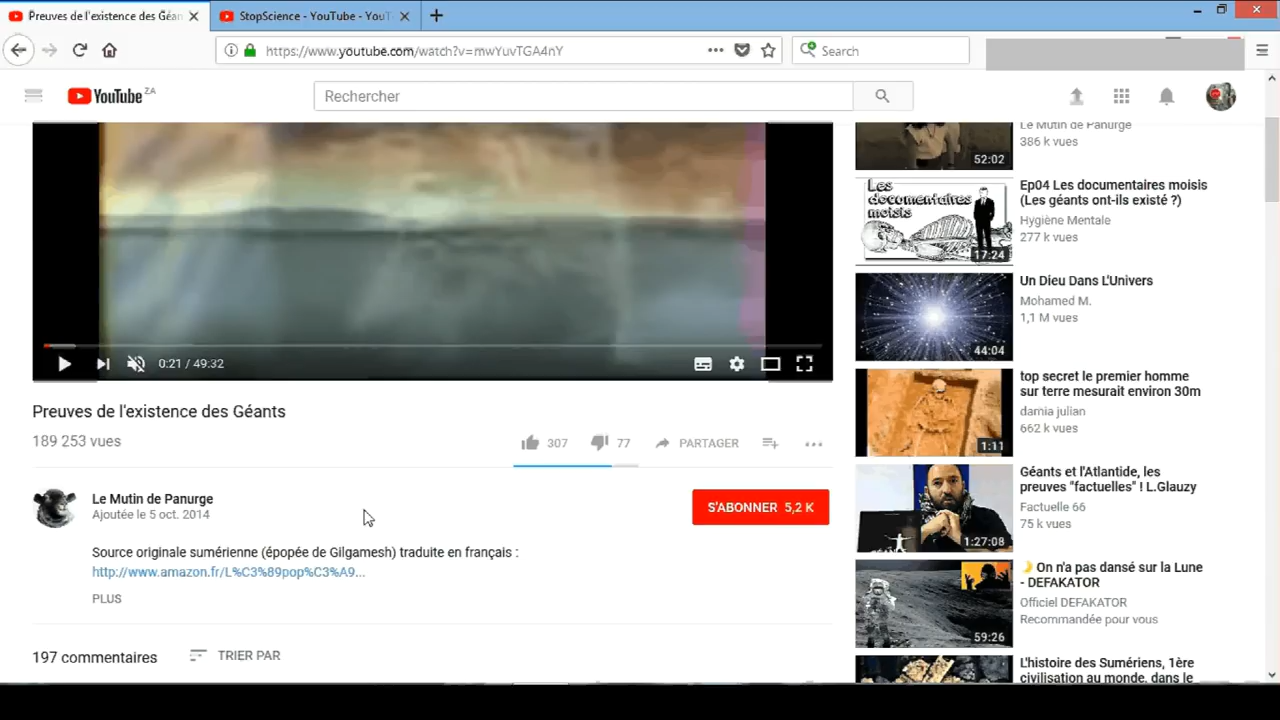 Preuves de l'existence des Géan
StopScience - YouTube - YouT
https://www.youtube.com/watch?v=mwYuvTGA4nY
Search
YouTube ZA
Rechercher
0:21 / 49:32
Preuves de l'existence des Géants
189 253 vues
307
77
PARTAGER
Le Mutin de Panurge
Ajoutée le 5 oct. 2014
S'ABONNER 5,2 K
Source originale sumérienne (épopée de Gilgamesh) traduite en français :
http://www.amazon.fr/L%C3%89pop%C3%A9...
PLUS
197 commentaires
TRIER PAR
Le Mutin de Panurge
386 k vues
52:02
Les
documentaires
moisis
17:24
Ep04 Les documentaires moisis
(Les géants ont-ils existé ?)
Hygiène Mentale
277 k vues
44:04
Un Dieu Dans L'Univers
Mohamed M.
1,1 M vues
1:11
top secret le premier homme
sur terre mesurait environ 30m
damia julian
662 k vues
1:27:08
Géants et l'Atlantide, les
preuves "factuelles" ! L.Glauzy
Factuelle 66
75 k vues
59:26
🌙 On n'a pas dansé sur la Lune
- DEFAKATOR
Officiel DEFAKATOR
Recommandée pour vous
L'histoire des Sumériens, 1ère
civilisation au monde, dans le